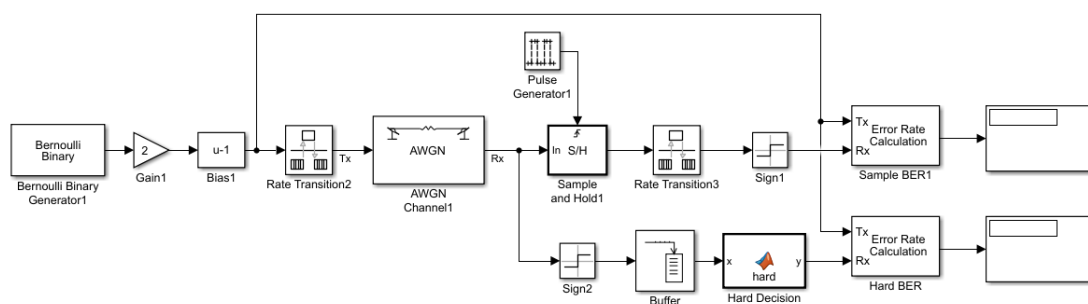 Pulse
Generator1
Bernoulli
Binary
Bernoulli Binary
Generator1
2
Gain1
u-1
Bias1
Rate Transition2
Tx
AWGN
AWGN
Channel1
Rx
In
S/H
Sample
and Hold1
Rate Transition3
Sign1
Tx
Rx
Error Rate
Calculation
Sample BER1
Sign2
Buffer
x
hard
y
Hard Decision
Tx
Rx
Error Rate
Calculation
Hard BER